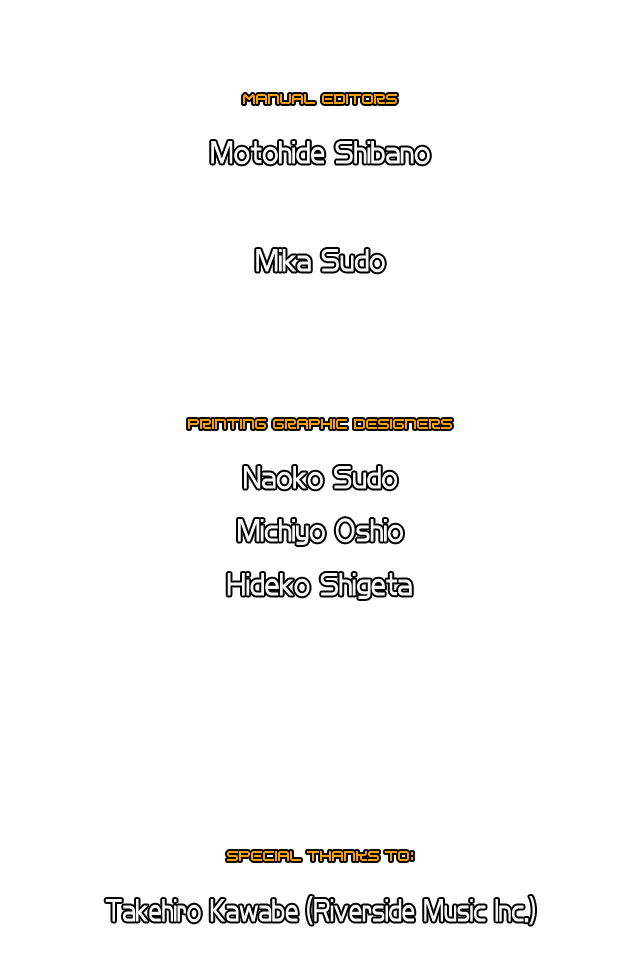 MANUAL EDITORS
Motohide Shibano
Mika Sudo
PRINTING GRAPHIC DESIGNERS
Naoko Sudo
Michiyo Oshio
Hideko Shigeta
SPECIAL THANKS TO:
Takehiro Kawabe (Riverside Music Inc.)